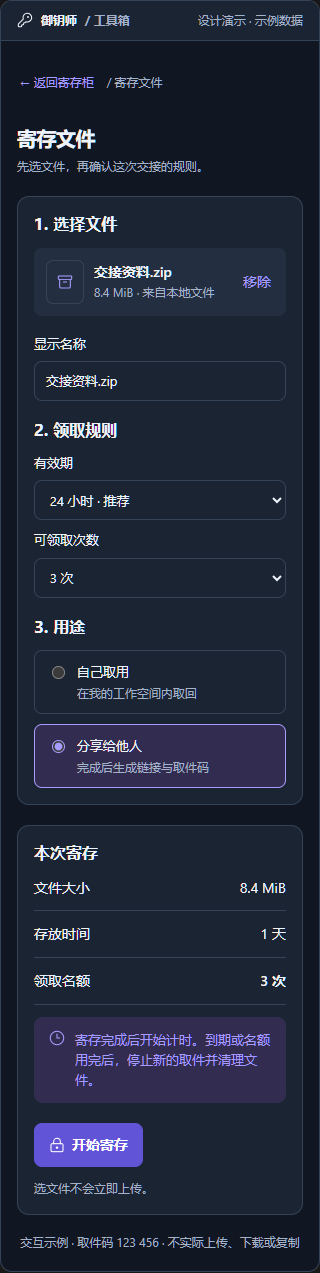 御钥师 / 工具箱 设计演示 · 示例数据
← 返回寄存柜 / 寄存文件
寄存文件
先选文件，再确认这次交接的规则。
1. 选择文件
交接资料.zip
8.4 MiB · 来自本地文件
移除
显示名称
交接资料.zip
2. 领取规则
有效期
24 小时 · 推荐
可领取次数
3 次
3. 用途
自己取用
在我的工作空间内取回
分享给他人
完成后生成链接与取件码
本次寄存
文件大小 8.4 MiB
存放时间 1 天
领取名额 3 次
寄存完成后开始计时。到期或名额
用完后，停止新的取件并清理文
件。
开始寄存
选文件不会立即上传。
交互示例 · 取件码 123 456 · 不实际上传、下载或复制